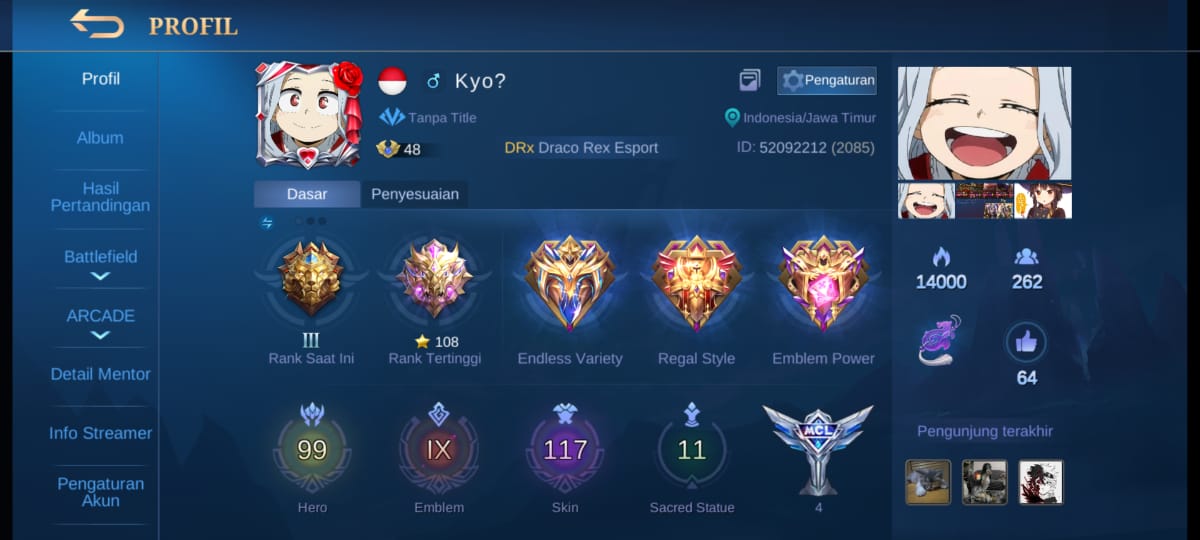 PROFIL
Profil
Album
Hasil
Pertandingan
Battlefield
ARCADE
Detail Mentor
Info Streamer
Pengaturan
Akun
Kyo?
Pengaturan
Tanpa Title
Indonesia/Jawa Timur
48
DRx Draco Rex Esport
ID: 52092212 (2085)
Dasar
Penyesuaian
III
Rank Saat Ini
108
Rank Tertinggi
Endless Variety
Regal Style
Emblem Power
99
Hero
IX
Emblem
117
Skin
11
Sacred Statue
MCL
4
14000
262
64
Pengunjung terakhir